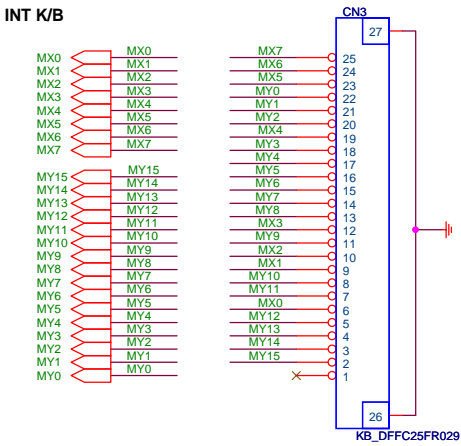 INT K/B
CN3
27
MX0 MX0
MX1 MX1
MX2 MX2
MX3 MX3
MX4 MX4
MX5 MX5
MX6 MX6
MX7 MX7
MY15 MY15
MY14 MY14
MY13 MY13
MY12 MY12
MY11 MY11
MY10 MY10
MY9 MY9
MY8 MY8
MY7 MY7
MY6 MY6
MY5 MY5
MY4 MY4
MY3 MY3
MY2 MY2
MY1 MY1
MY0 MY0
MX7 25
MX6 24
MX5 23
MY0 22
MY1 21
MY2 20
MX4 19
MY3 18
MY4 17
MY5 16
MY6 15
MY7 14
MY8 13
MX3 12
MY9 11
MX2 10
MX1 9
MY10 8
MY11 7
MX0 6
MY12 5
MY13 4
MY14 3
MY15 2
1
26
KB_DFFC25FR029